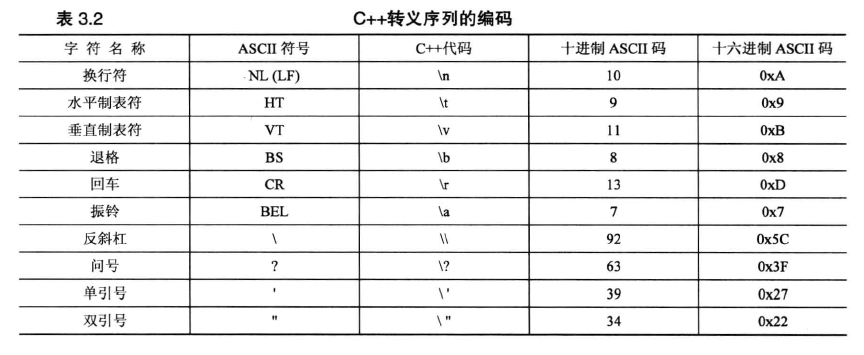 表 3.2 C++转义序列的编码
字 符 名 称 ASCII 符号 C++代码 十进制 ASCII 码 十六进制 ASCII 码
换行符 NL (LF) \n 10 0xA
水平制表符 HT \t 9 0x9
垂直制表符 VT \v 11 0xB
退格 BS \b 8 0x8
回车 CR \r 13 0xD
振铃 BEL \a 7 0x7
反斜杠 \ \\ 92 0x5C
问号 ? \? 63 0x3F
单引号 ' \ ' 39 0x27
双引号 " \ " 34 0x22